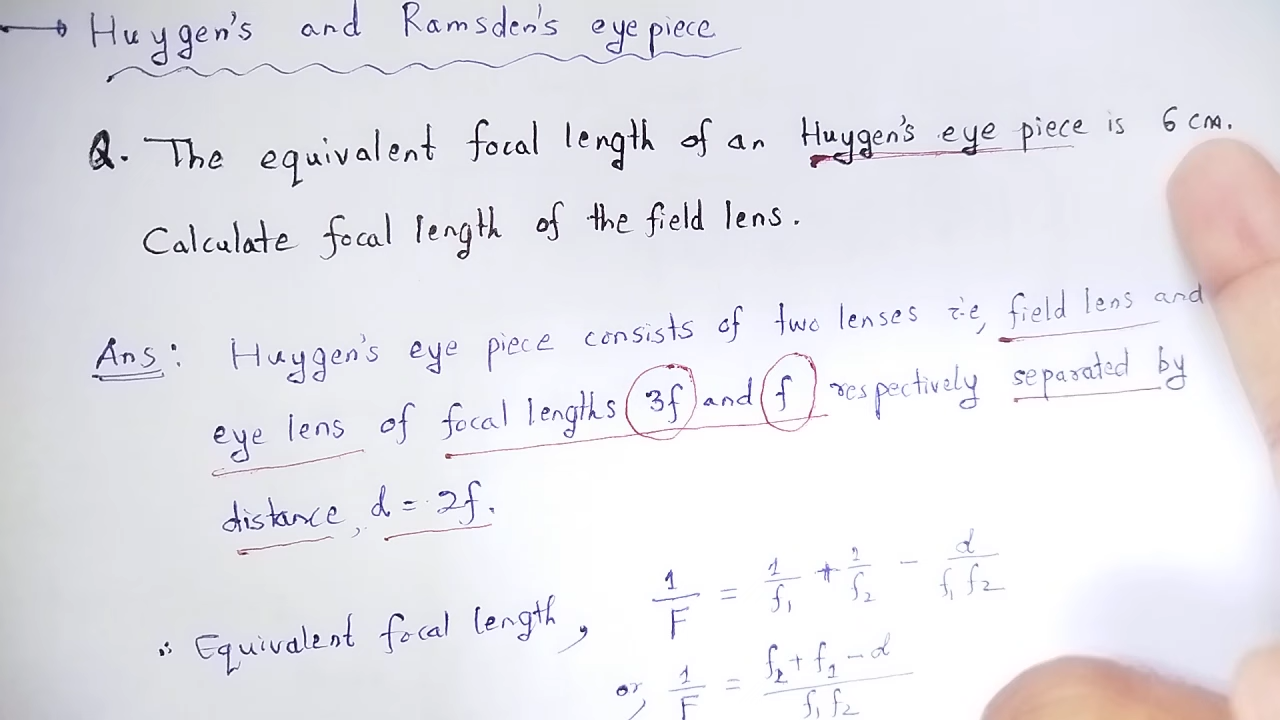 → Huygen's and Ramsden's eye piece
Q. The equivalent focal length of an Huygen's eye piece is 6 cm.
Calculate focal length of the field lens.
Ans: Huygen's eye piece consists of two lenses i.e, field lens and
eye lens of focal lengths 3f and f respectively separated by
distance, d = 2f.
∴ Equivalent focal length, 1/F = 1/f₁ + 1/f₂ - d/f₁f₂
or, 1/F = f₂ + f₁ - d/f₁f₂